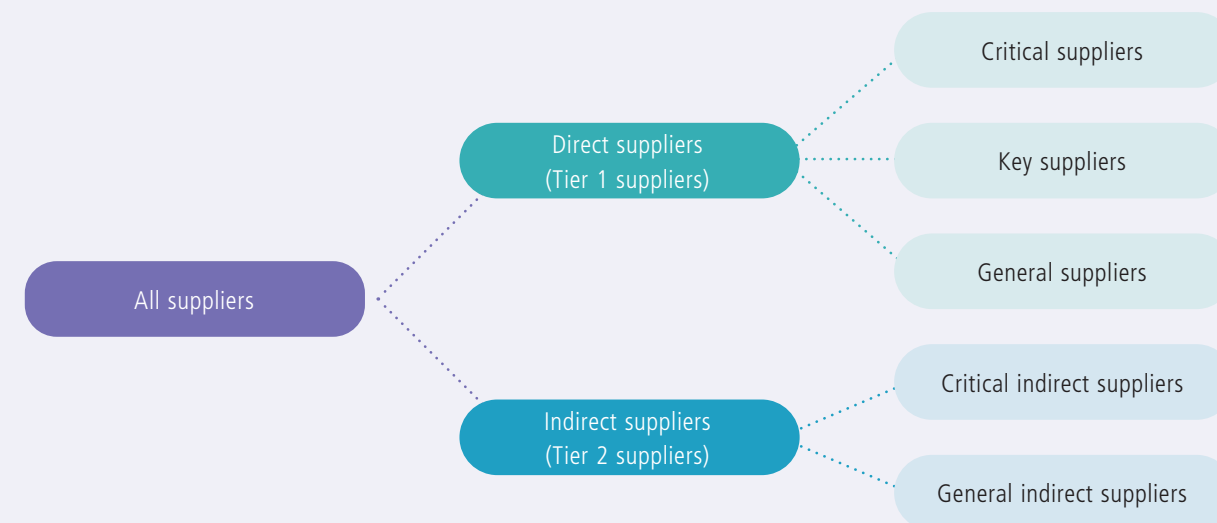 All suppliers
Direct suppliers
(Tier 1 suppliers)
Indirect suppliers
(Tier 2 suppliers)
Critical suppliers
Key suppliers
General suppliers
Critical indirect suppliers
General indirect suppliers